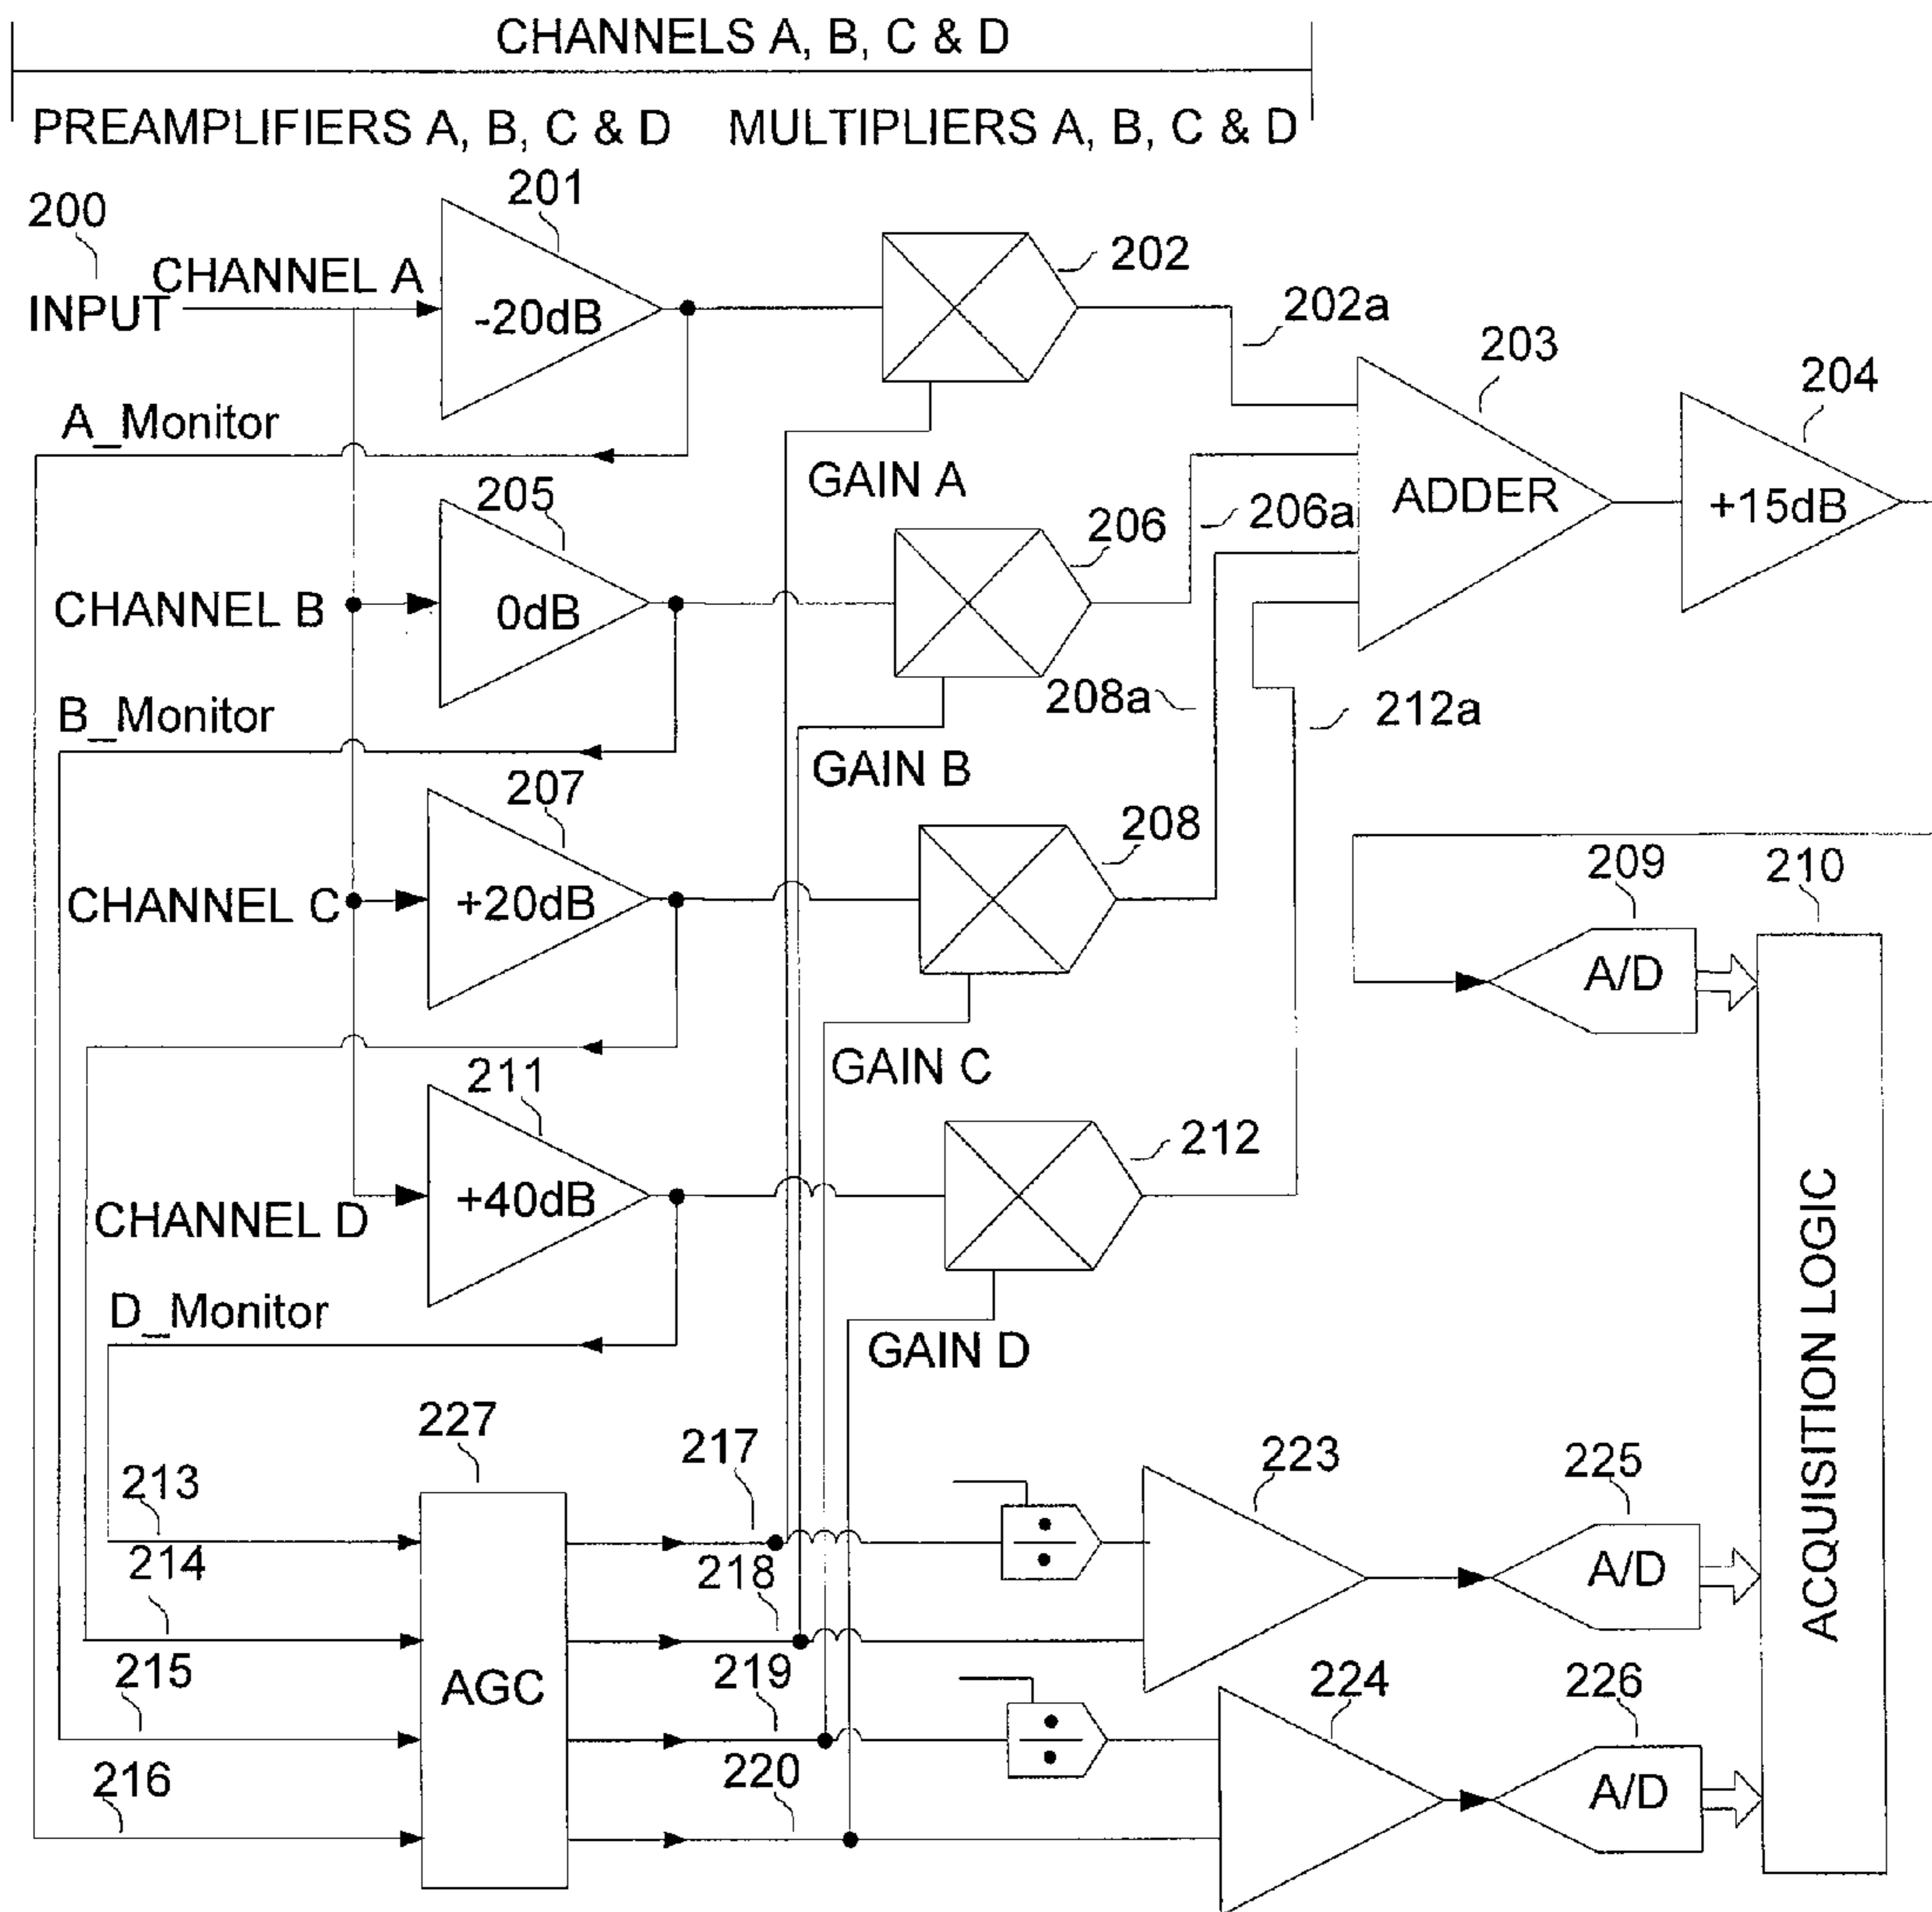 CHANNELS A, B, C & D
PREAMPLIFIERS A, B, C & D
MULTIPLIERS A, B, C & D
200
201
202
INPUT
CHANNEL A
-20dB
202a
203
204
A_Monitor
GAIN A
ADDER
+15dB
205
206
206a
CHANNEL B
0dB
B_Monitor
208a
212a
GAIN B
207
208
209
210
CHANNEL C
+20dB
A/D
GAIN C
211
212
CHANNEL D
+40dB
D_Monitor
GAIN D
ACQUISITION LOGIC
227
217
223
225
213
214
218
A/D
215
AGC
219
224
226
216
220
A/D